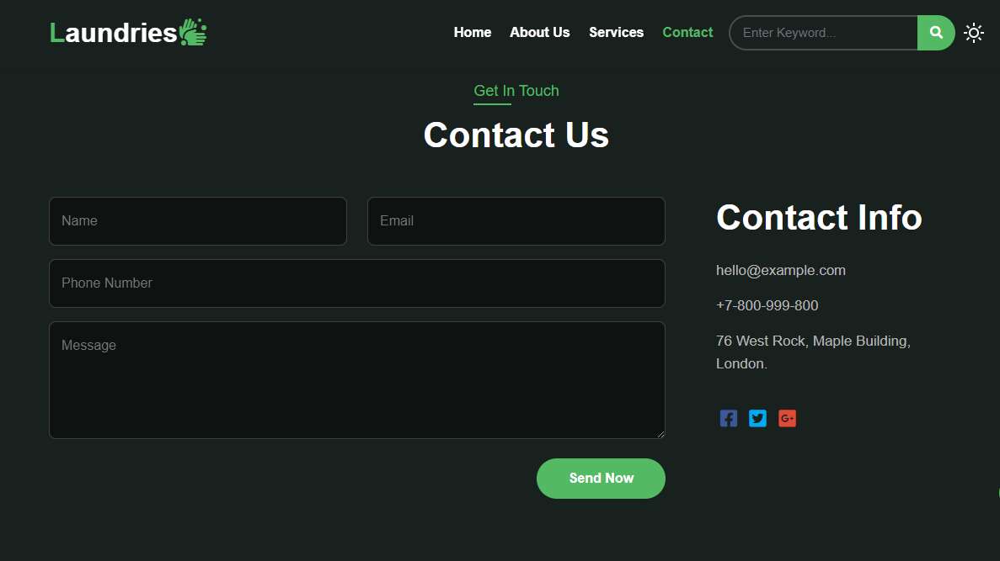 Laundries
Home About Us Services Contact Enter Keyword...
Get In Touch
Contact Us
Name Email
Phone Number
Message
Send Now
Contact Info
hello@example.com
+7-800-999-800
76 West Rock, Maple Building,
London.
G+